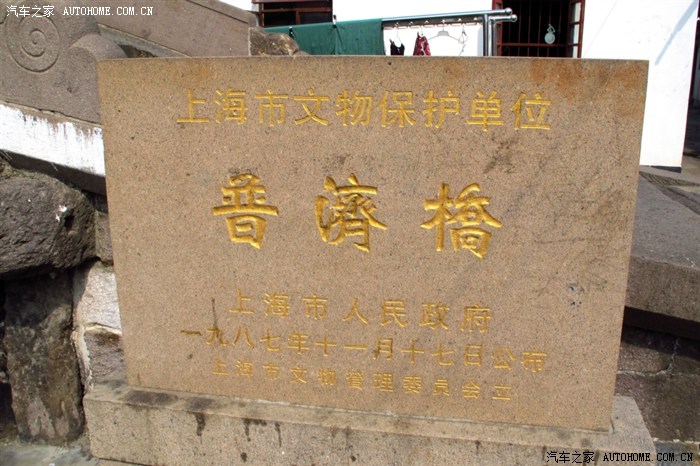 汽车之家 AUTOHOME.COM.CN
上海市文物保护单位
普濟橋
上海市人民政府
一九八七年十一月十七日公布
上海市文物管理委员会立
汽车之家 AUTOHOME.COM.CN